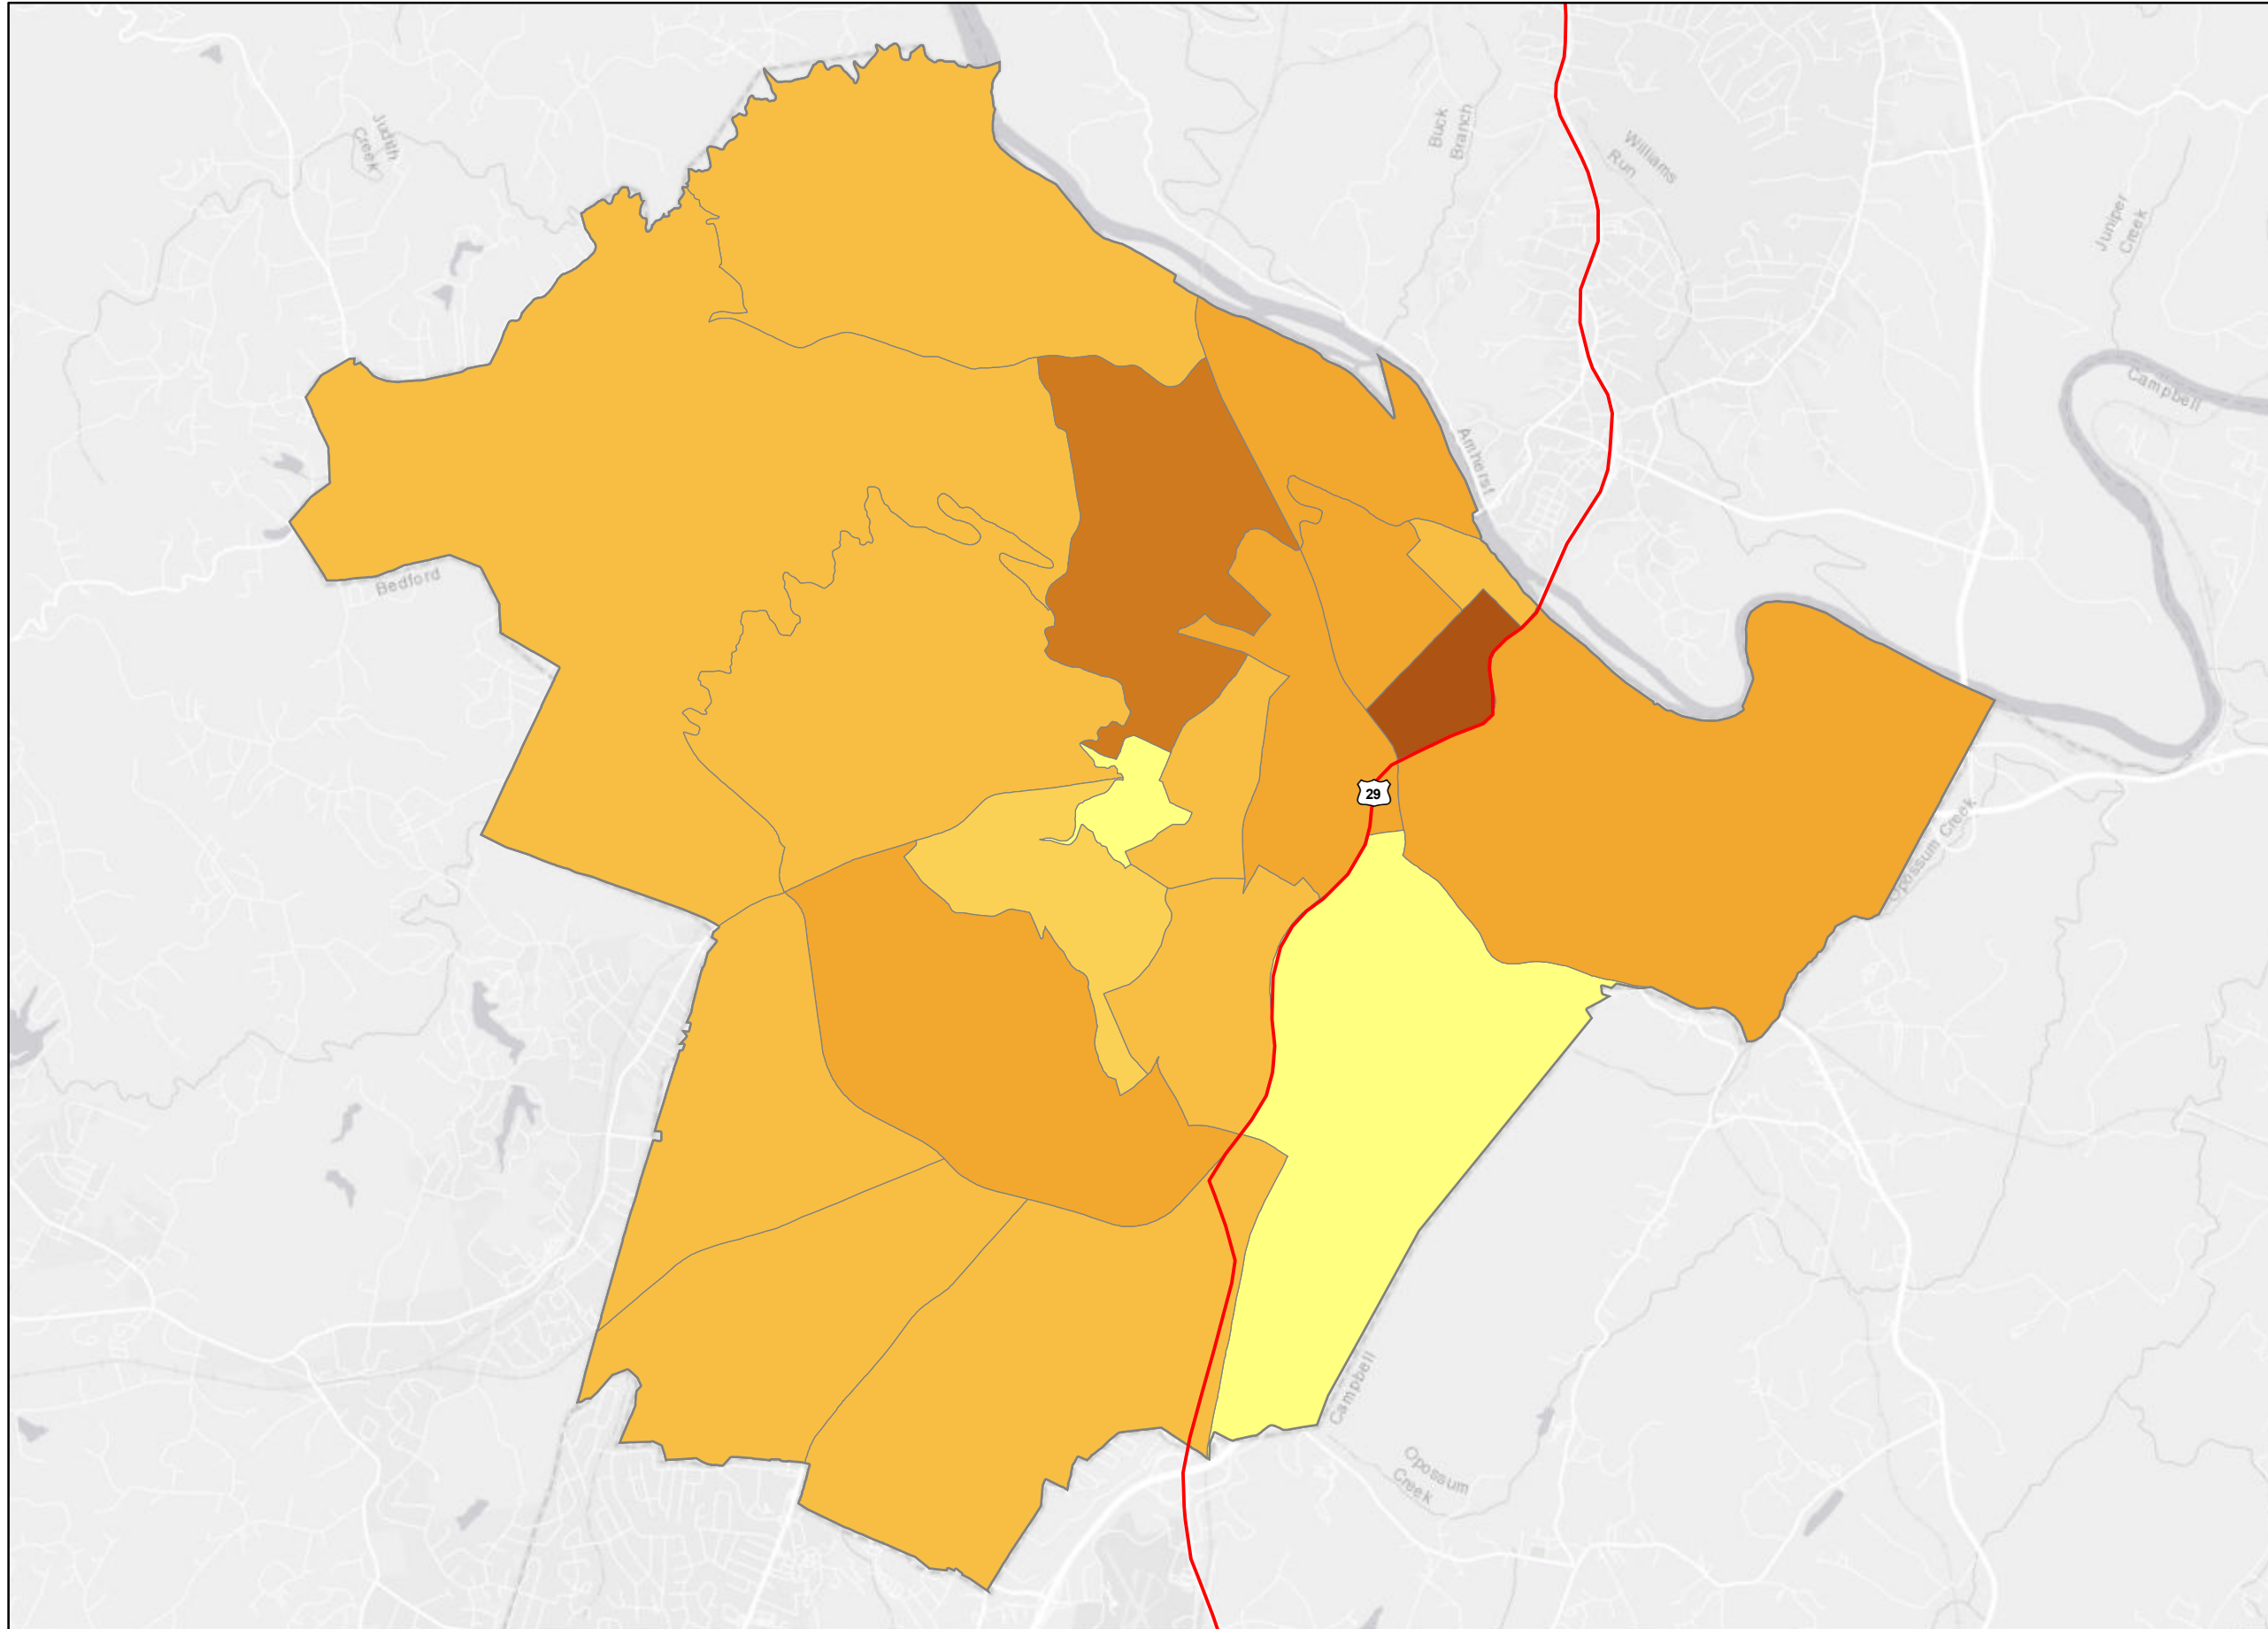 Judith
Creek
Buck
Branch
Williams
Run
Juniper
Creek
Campbell
Amherst
Bedford
29
Opossum Creek
Campbell
Opossum
Creek